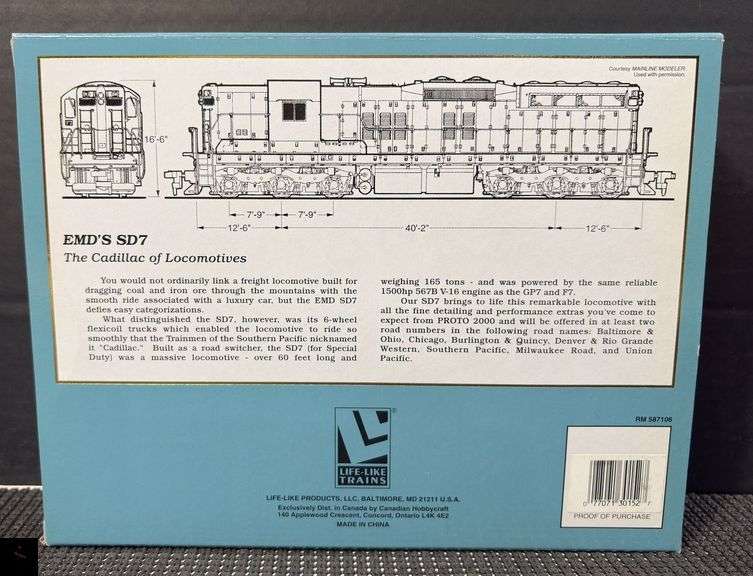 Courtesy MAINLINE MODELER.
Used with permission.
16'-6"
7'-9"
7'-9"
12'-6"
40'-2"
12'-6"
EMD'S SD7
The Cadillac of Locomotives
You would not ordinarily link a freight locomotive built for
dragging coal and iron ore through the mountains with the
smooth ride associated with a luxury car, but the EMD SD7
defies easy categorizations.
What distinguished the SD7, however, was its 6-wheel
flexicoil trucks which enabled the locomotive to ride so
smoothly that the Trainmen of the Southern Pacific nicknamed
it "Cadillac." Built as a road switcher, the SD7 (for Special
Duty) was a massive locomotive - over 60 feet long and
weighing 165 tons - and was powered by the same reliable
1500hp 567B V-16 engine as the GP7 and F7.
Our SD7 brings to life this remarkable locomotive with
all the fine detailing and performance extras you've come to
expect from PROTO 2000 and will be offered in at least two
road numbers in the following road names: Baltimore &
Ohio, Chicago, Burlington & Quincy, Denver & Rio Grande
Western, Southern Pacific, Milwaukee Road, and Union
Pacific.
LIFE-LIKE
TRAINS
®
LIFE-LIKE PRODUCTS, LLC, BALTIMORE, MD 21211 U.S.A.
Exclusively Dist. in Canada by Canadian Hobbycraft
140 Applewood Crescent, Concord, Ontario L4K 4E2
MADE IN CHINA
RM 587106
0 77071 30152 7
PROOF OF PURCHASE